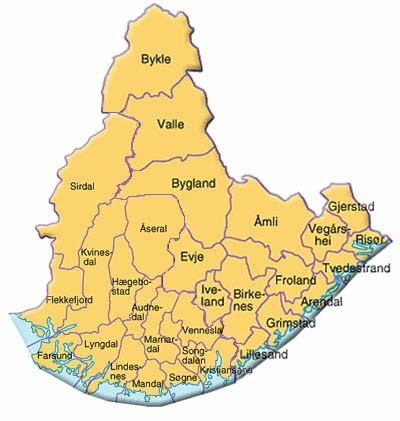 Bykle
Valle
Sirdal
Bygland
Gjerstad
Åmli
Vegårs-
hei
Åseral
Risør
Kvines-
dal
Evje
Tvedestrand
Hægebo-
stad
Froland
Ive-
land
Birke-
nes
Flekkefjord
Arendal
Audne-
dal
Grimstad
Vennesla
Lyngdal
Marnar-
dal
Farsund
Song-
dalen
Lillesand
Lindes-
nes
Kristiansand
Søgne
Mandal